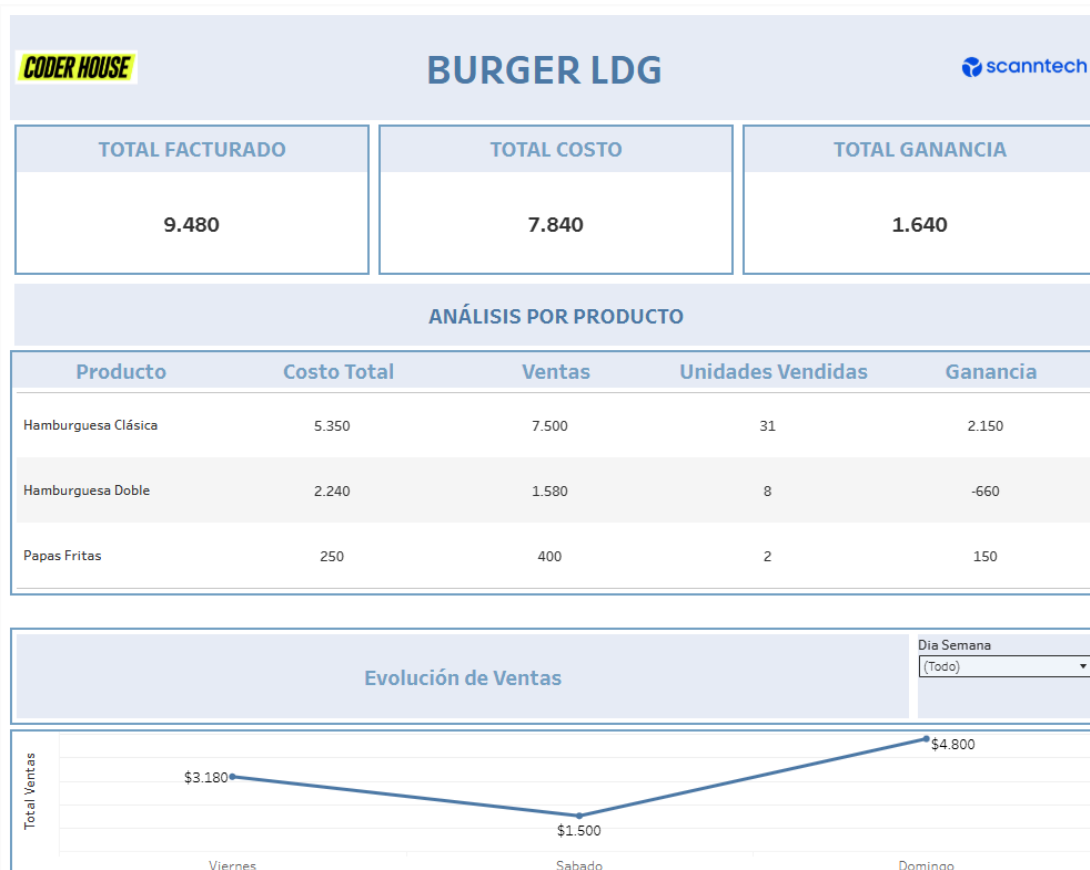 CODER HOUSE
BURGER LDG
scanntech
TOTAL FACTURADO
TOTAL COSTO
TOTAL GANANCIA
9.480
7.840
1.640
ANÁLISIS POR PRODUCTO
Producto Costo Total Ventas Unidades Vendidas Ganancia
Hamburguesa Clásica 5.350 7.500 31 2.150
Hamburguesa Doble 2.240 1.580 8 -660
Papas Fritas 250 400 2 150
Evolución de Ventas
Dia Semana
(Todo)
Total Ventas
$3.180
$1.500
$4.800
Viernes Sabado Domingo